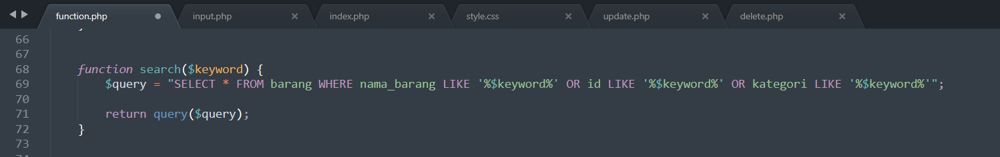 function.php input.php index.php style.css update.php delete.php
66
67
68 function search($keyword) {
69 $query = "SELECT * FROM barang WHERE nama_barang LIKE '%$keyword%' OR id LIKE '%$keyword%' OR kategori LIKE '%$keyword%'";
70
71 return query($query);
72 }
73